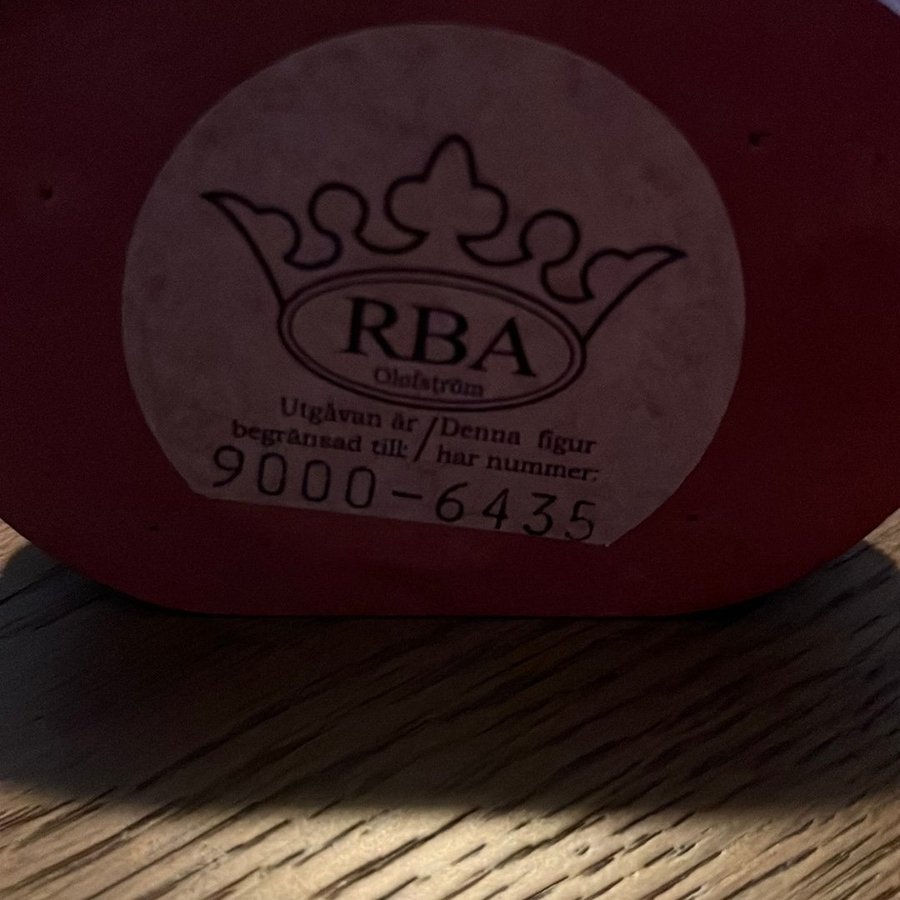 RBA
Olofström
Utgåvan är / Denna figur
begränsad till: / har nummer:
9000-6435